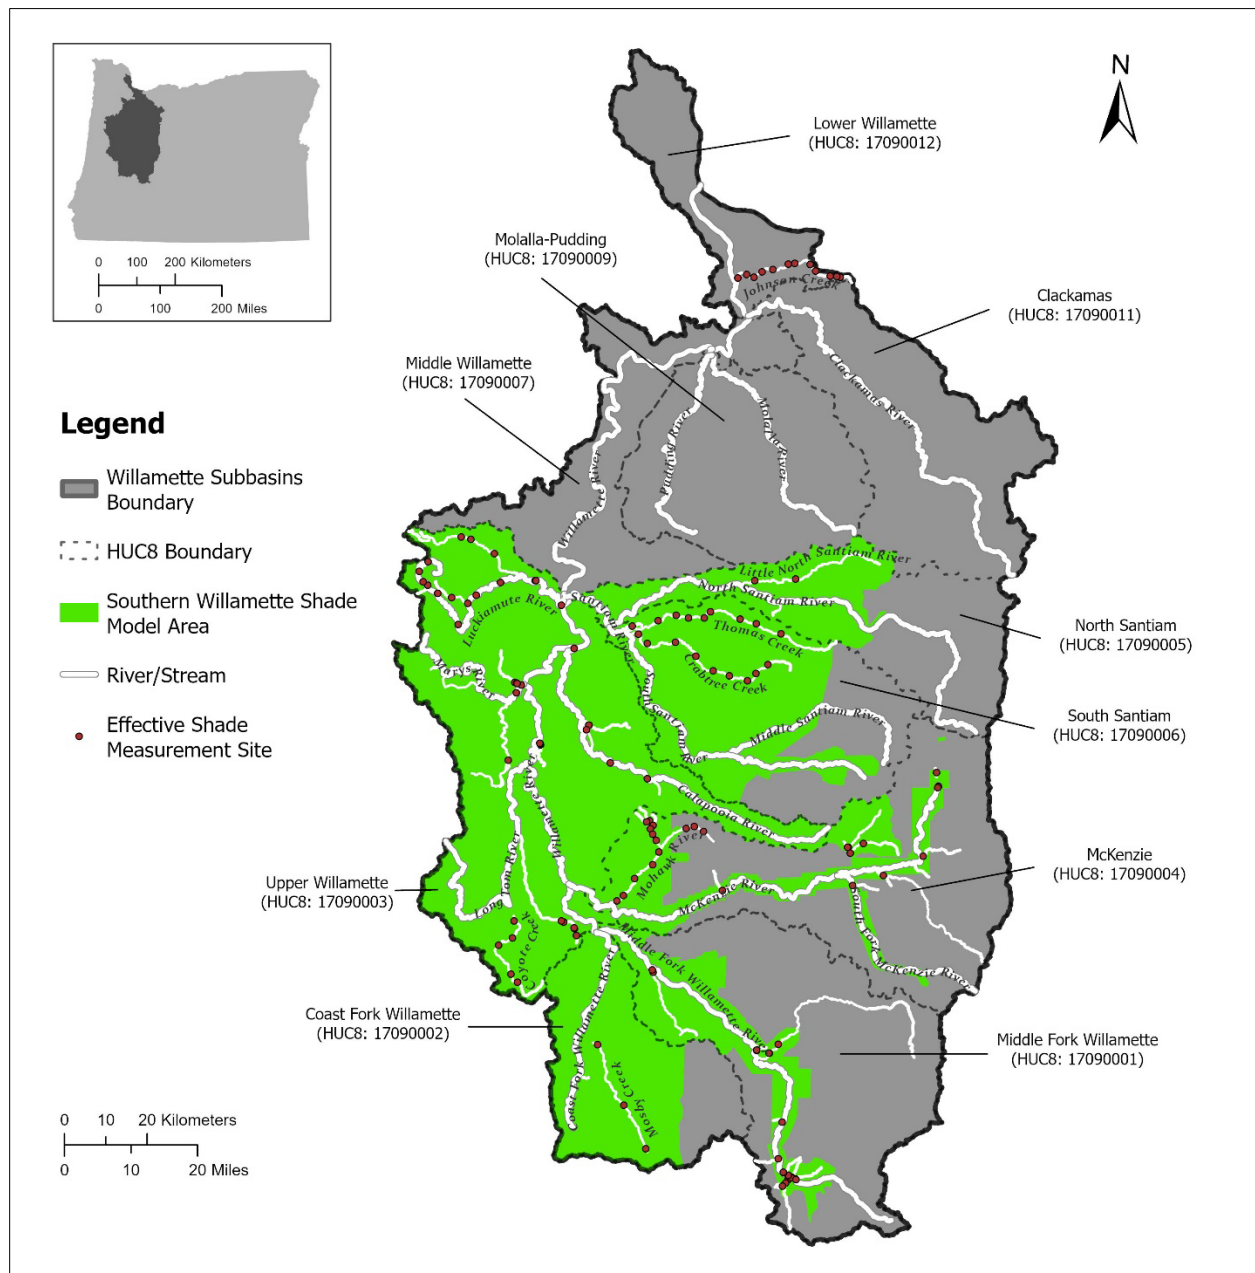 N
Lower Willamette
(HUC8: 17090012)
Molalla-Pudding
(HUC8: 17090009)
0 100 200 Kilometers
0 100 200 Miles
Johnson Creek
Clackamas
(HUC8: 17090011)
Middle Willamette
(HUC8: 17090007)
Clackamas River
Pudding River
Molalla River
Willamette River
Legend
Willamette Subbasins
Boundary
HUC8 Boundary
Southern Willamette Shade
Model Area
River/Stream
Effective Shade
Measurement Site
Little North Santiam River
North Santiam River
Santiam River
Luckiamute River
Thomas Creek
Crabtree Creek
Marys River
South Santiam River
Middle Santiam River
North Santiam
(HUC8: 17090005)
South Santiam
(HUC8: 17090006)
Calapooia River
Willamette River
Mohawk River
McKenzie River
McKenzie
(HUC8: 17090004)
Upper Willamette
(HUC8: 17090003)
Long Tom River
Coyote Creek
South Fork McKenzie River
Middle Fork Willamette River
Coast Fork Willamette
(HUC8: 17090002)
Coast Fork Willamette River
Middle Fork Willamette
(HUC8: 17090001)
Mosby Creek
0 10 20 Kilometers
0 10 20 Miles